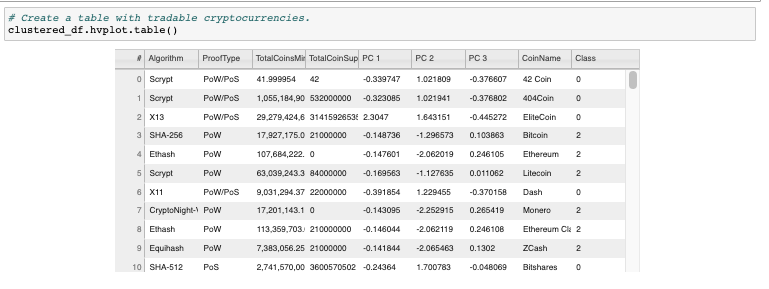 # Create a table with tradable cryptocurrencies.
clustered_df.hvplot.table()
# Algorithm ProofType TotalCoinsMin TotalCoinSup PC 1 PC 2 PC 3 CoinName Class
0 Scrypt PoW/PoS 41.999954 42 -0.339747 1.021809 -0.376607 42 Coin 0
1 Scrypt PoW/PoS 1,055,184,90 532000000 -0.323085 1.021941 -0.376802 404Coin 0
2 X13 PoW/PoS 29,279,424,6 31415926535 2.3047 1.643151 -0.445272 EliteCoin 0
3 SHA-256 PoW 17,927,175.0 21000000 -0.148736 -1.296573 0.103863 Bitcoin 2
4 Ethash PoW 107,684,222. 0 -0.147601 -2.062019 0.246105 Ethereum 2
5 Scrypt PoW 63,039,243.3 84000000 -0.169563 -1.127635 0.011062 Litecoin 2
6 X11 PoW/PoS 9,031,294.37 22000000 -0.391854 1.229455 -0.370158 Dash 0
7 CryptoNight-V PoW 17,201,143.1 0 -0.143095 -2.252915 0.265419 Monero 2
8 Ethash PoW 113,359,703. 210000000 -0.146044 -2.062119 0.246108 Ethereum Cla 2
9 Equihash PoW 7,383,056.25 21000000 -0.141844 -2.065463 0.1302 ZCash 2
10 SHA-512 PoS 2,741,570,00 3600570502 -0.24364 1.700783 -0.048069 Bitshares 0